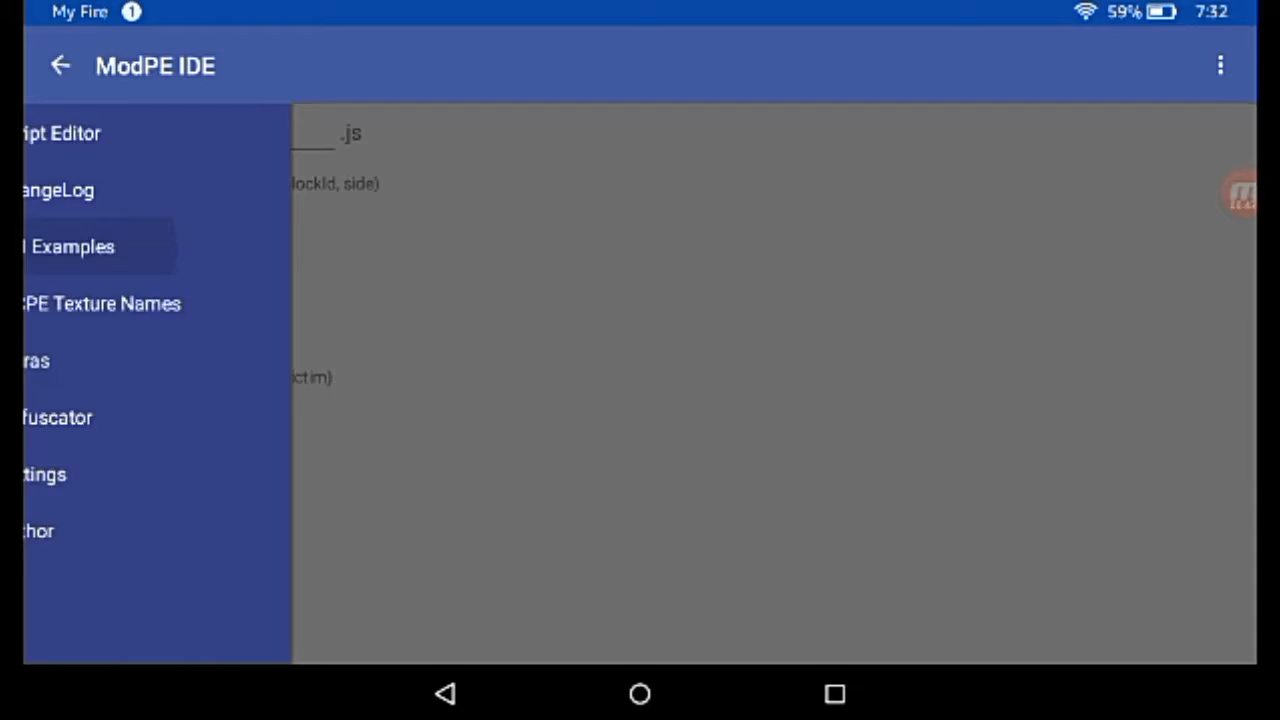 My Fire 1 59% 7:32
ModPE IDE
ipt Editor
.js
angeLog
lockId, side)
Examples
PE Texture Names
ras
ctim)
fuscator
tings
hor